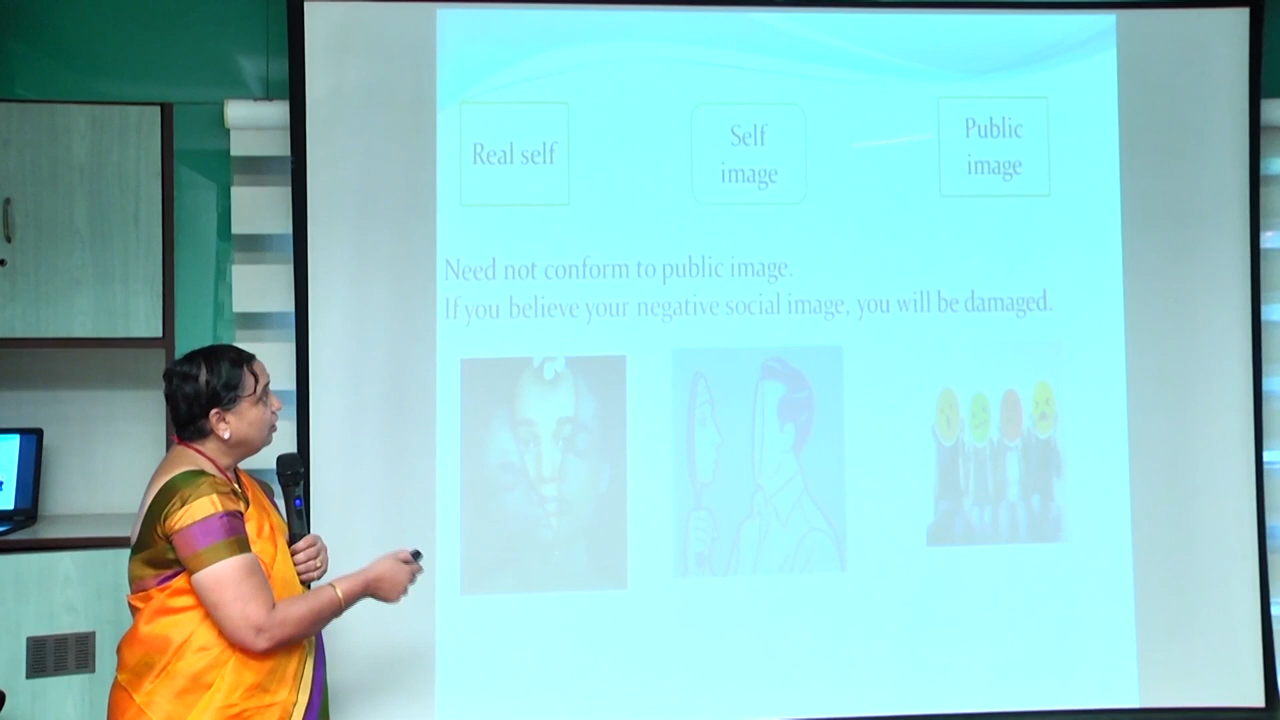 Real self
Self
image
Public
image
Need not conform to public image.
If you believe your negative social image, you will be damaged.